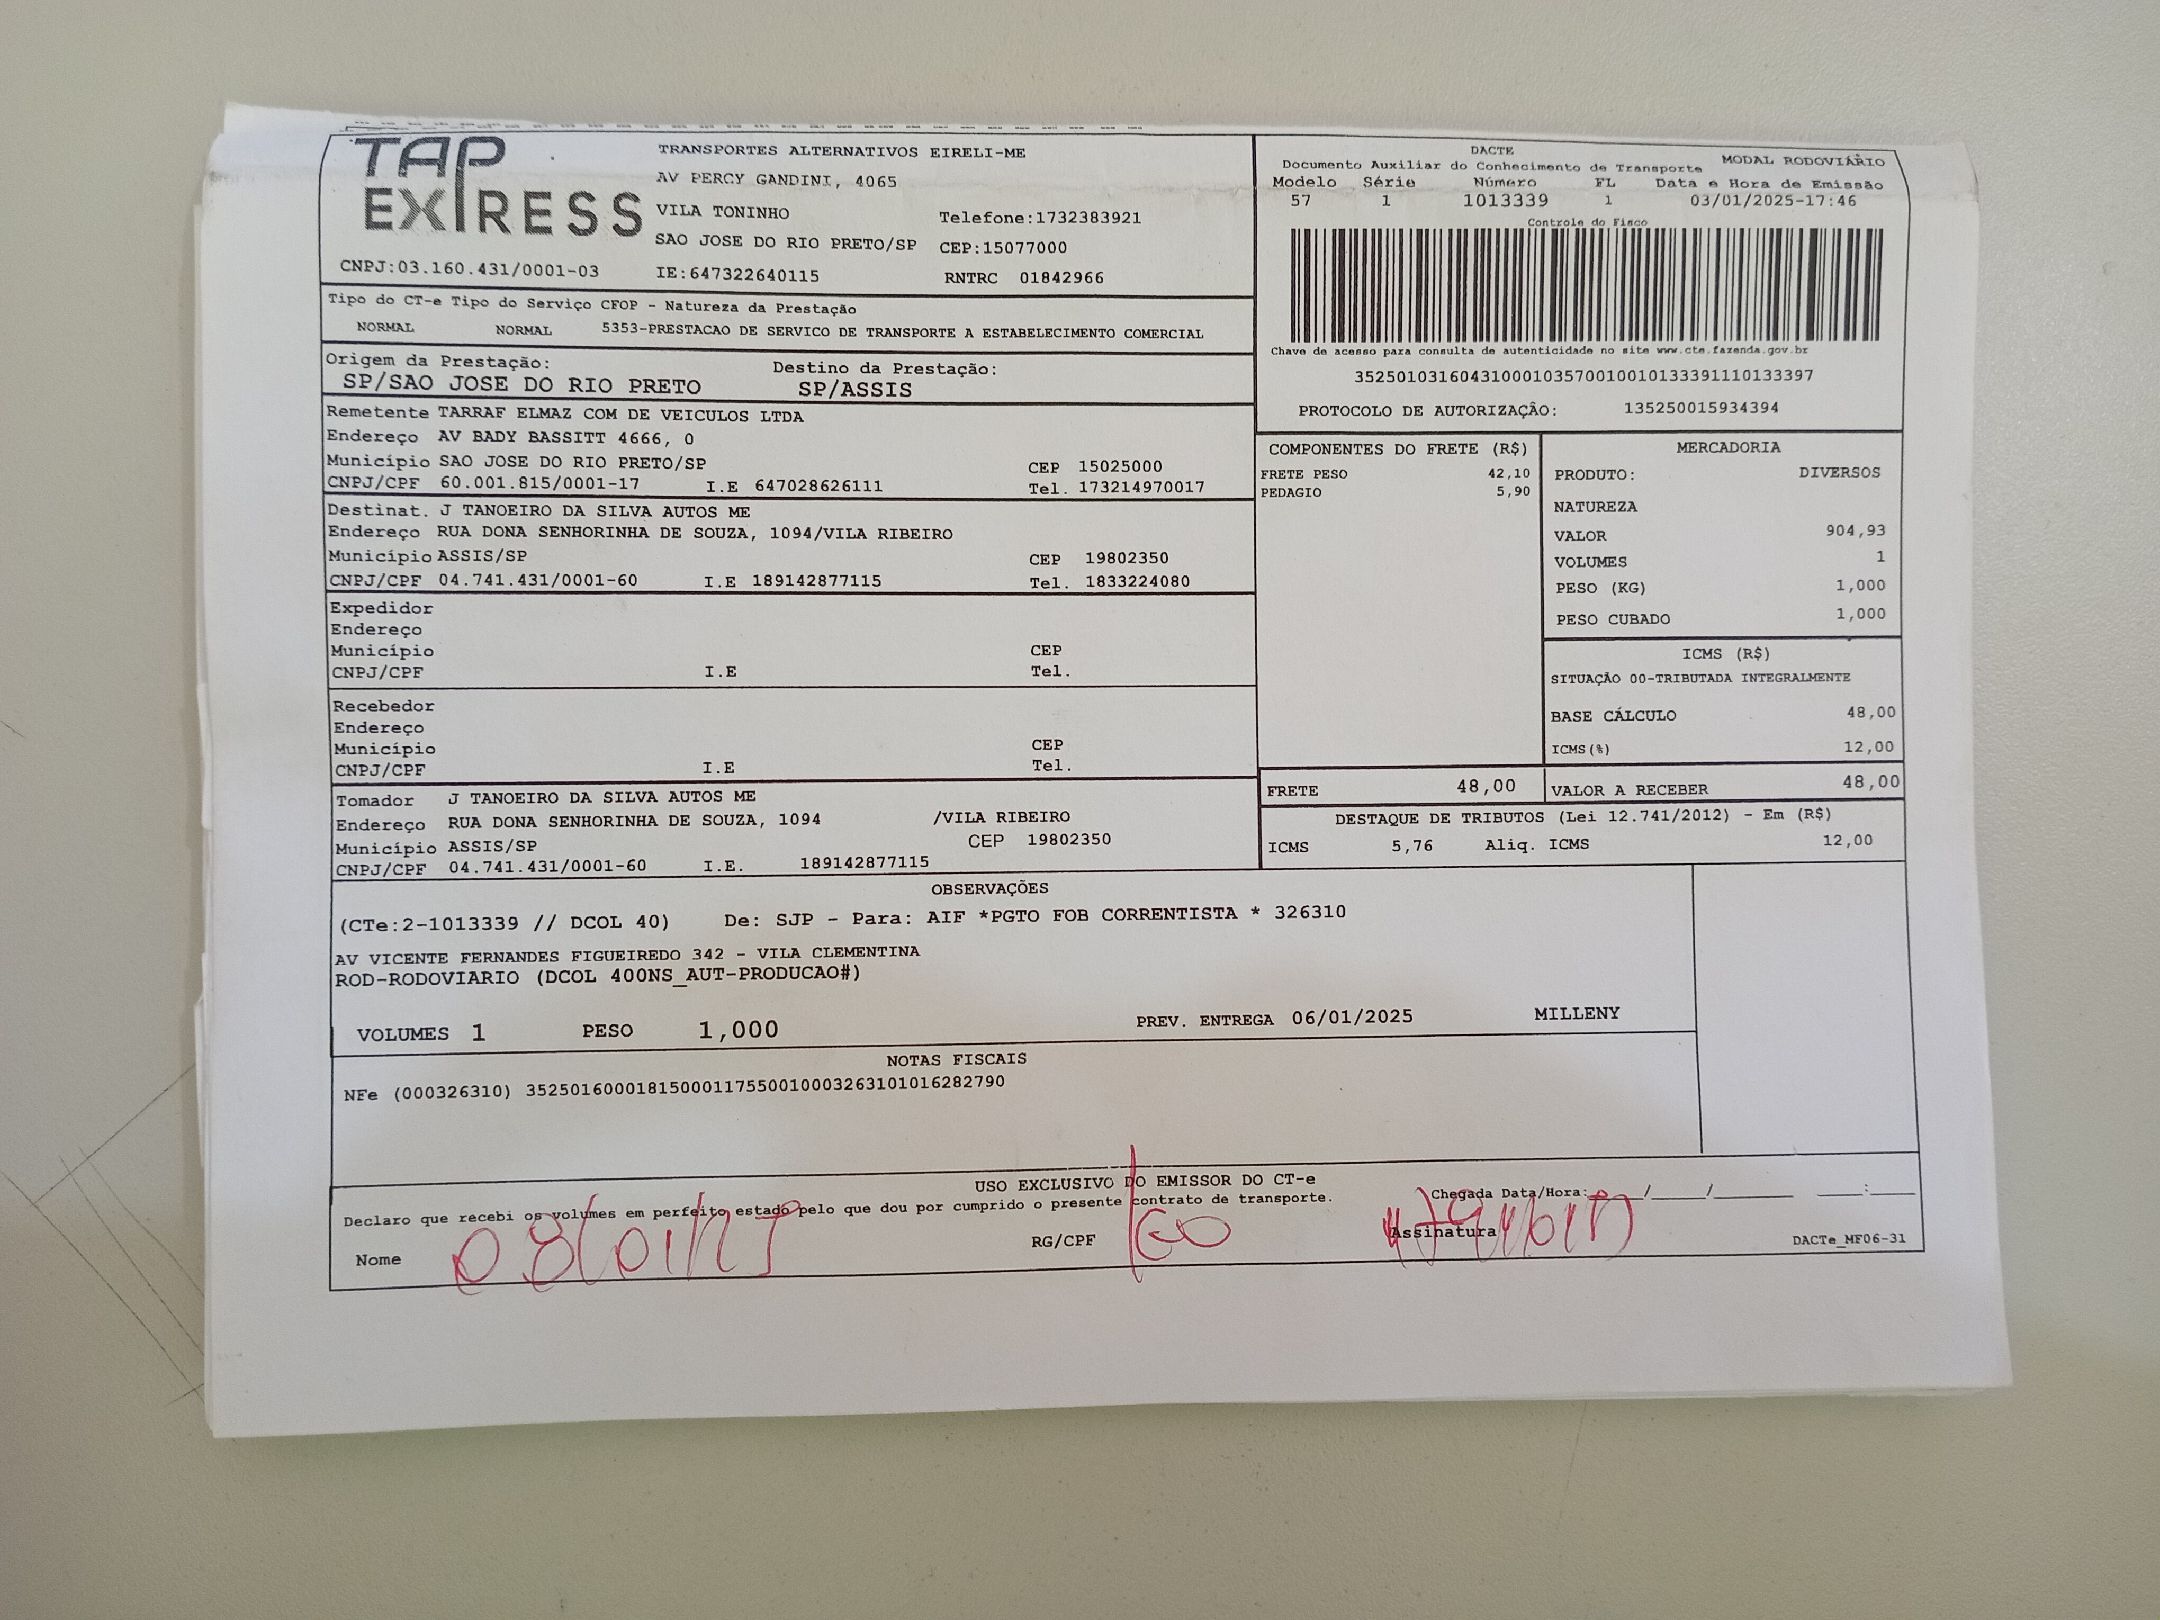 TAP
EXPRESS
TRANSPORTES ALTERNATIVOS EIRELI-ME
AV PERCY GANDINI, 4065
VILA TONINHO Telefone:1732383921
SAO JOSE DO RIO PRETO/SP CEP:15077000
CNPJ:03.160.431/0001-03 IE:647322640115 RNTRC 01842966
DACTE
Documento Auxiliar do Conhecimento de Transporte MODAL RODOVIÁRIO
Modelo Série Número FL Data e Hora de Emissão
57 1 1013339 1 03/01/2025-17:46
Controle do Fisco
Chave de acesso para consulta de autenticidade no site www.cte.fazenda.gov.br
35250103160431000103570010010133391110133397
PROTOCOLO DE AUTORIZAÇÃO: 135250015934394
Tipo do CT-e Tipo do Serviço CFOP - Natureza da Prestação
NORMAL NORMAL 5353-PRESTACAO DE SERVICO DE TRANSPORTE A ESTABELECIMENTO COMERCIAL
Origem da Prestação: Destino da Prestação:
SP/SAO JOSE DO RIO PRETO SP/ASSIS
Remetente TARRAF ELMAZ COM DE VEICULOS LTDA
Endereço AV BADY BASSITT 4666, 0
Município SAO JOSE DO RIO PRETO/SP CEP 15025000
CNPJ/CPF 60.001.815/0001-17 I.E 647028626111 Tel. 173214970017
Destinat. J TANOEIRO DA SILVA AUTOS ME
Endereço RUA DONA SENHORINHA DE SOUZA, 1094/VILA RIBEIRO
Município ASSIS/SP CEP 19802350
CNPJ/CPF 04.741.431/0001-60 I.E 189142877115 Tel. 1833224080
Expedidor
Endereço
Município CEP
CNPJ/CPF I.E Tel.
Recebedor
Endereço
Município CEP
CNPJ/CPF I.E Tel.
Tomador J TANOEIRO DA SILVA AUTOS ME
Endereço RUA DONA SENHORINHA DE SOUZA, 1094 /VILA RIBEIRO
Município ASSIS/SP CEP 19802350
CNPJ/CPF 04.741.431/0001-60 I.E. 189142877115
COMPONENTES DO FRETE (R$)
FRETE PESO 42,10
PEDAGIO 5,90
MERCADORIA
PRODUTO: DIVERSOS
NATUREZA
VALOR 904,93
VOLUMES 1
PESO (KG) 1,000
PESO CUBADO 1,000
ICMS (R$)
SITUAÇÃO 00-TRIBUTADA INTEGRALMENTE
BASE CÁLCULO 48,00
ICMS(%) 12,00
FRETE 48,00 VALOR A RECEBER 48,00
DESTAQUE DE TRIBUTOS (Lei 12.741/2012) - Em (R$)
ICMS 5,76 Aliq. ICMS 12,00
OBSERVAÇÕES
(CTe:2-1013339 // DCOL 40) De: SJP - Para: AIF *PGTO FOB CORRENTISTA * 326310
AV VICENTE FERNANDES FIGUEIREDO 342 - VILA CLEMENTINA
ROD-RODOVIARIO (DCOL 400NS_AUT-PRODUCAO#)
VOLUMES 1 PESO 1,000 PREV. ENTREGA 06/01/2025 MILLENY
NOTAS FISCAIS
NFe (000326310) 35250160001815000117550010003263101016282790
USO EXCLUSIVO DO EMISSOR DO CT-e
Declaro que recebi os volumes em perfeito estado pelo que dou por cumprido o presente contrato de transporte. Chegada Data/Hora: / / :
Nome RG/CPF Assinatura DACTe_MF06-31